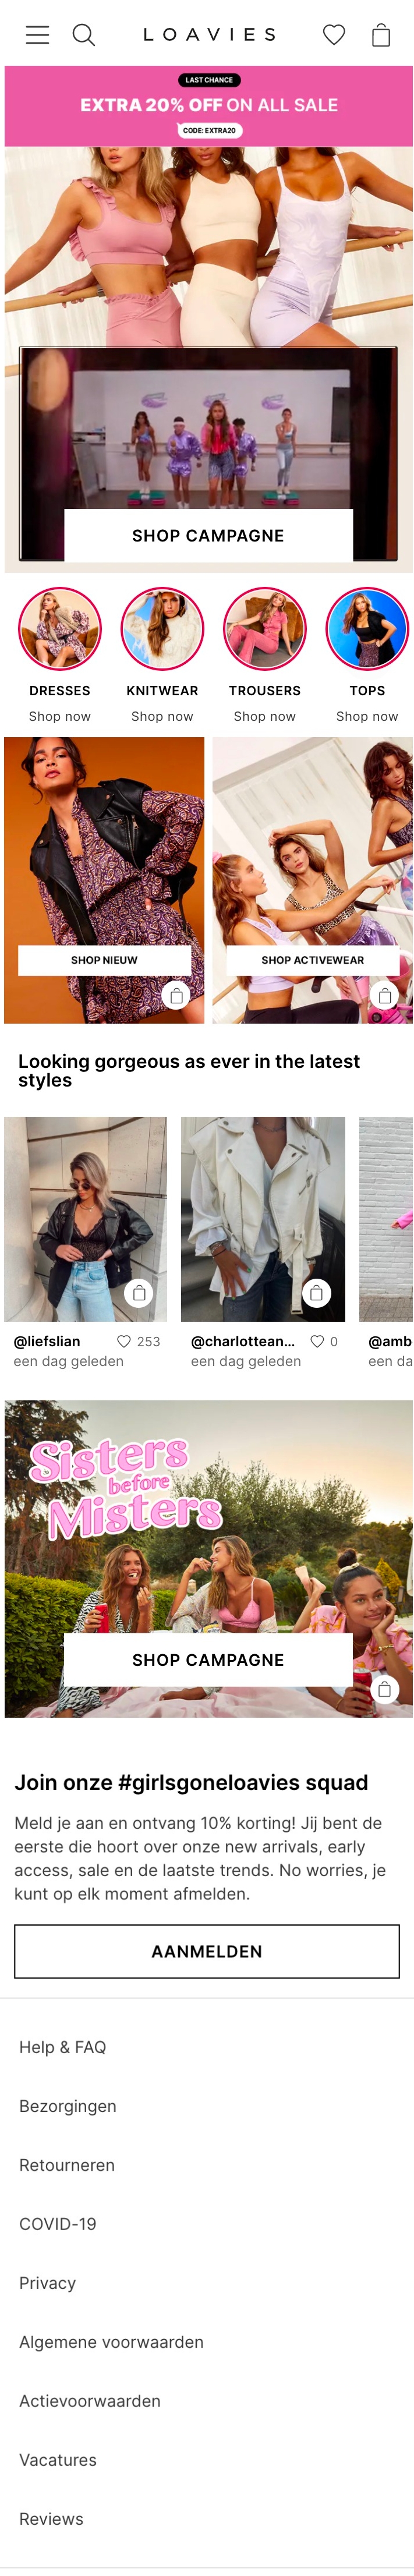 LOAVIES
LAST CHANCE
EXTRA 20% OFF ON ALL SALE
CODE: EXTRA20
SHOP CAMPAGNE
DRESSES
Shop now
KNITWEAR
Shop now
TROUSERS
Shop now
TOPS
Shop now
SHOP NIEUW
SHOP ACTIVEWEAR
Looking gorgeous as ever in the latest
styles
@liefslian
253
een dag geleden
@charlottean...
0
een dag geleden
@amb
een da
Sisters
before
Misters
SHOP CAMPAGNE
Join onze #girlsgoneloavies squad
Meld je aan en ontvang 10% korting! Jij bent de
eerste die hoort over onze new arrivals, early
access, sale en de laatste trends. No worries, je
kunt op elk moment afmelden.
AANMELDEN
Help & FAQ
Bezorgingen
Retourneren
COVID-19
Privacy
Algemene voorwaarden
Actievoorwaarden
Vacatures
Reviews